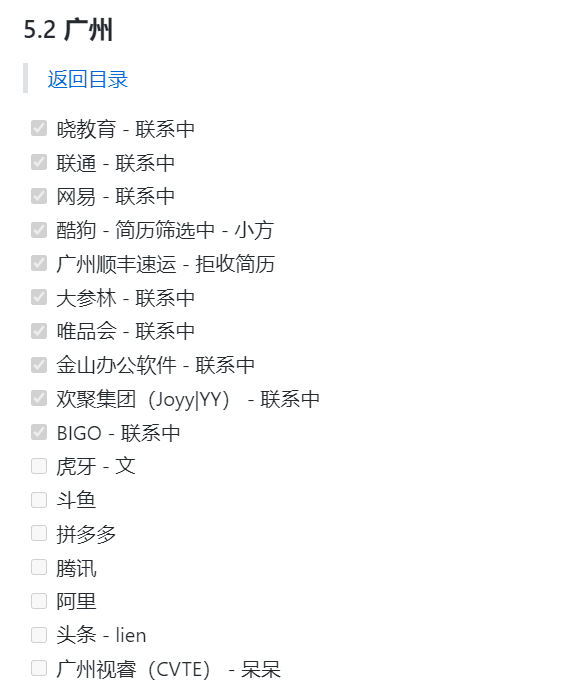 5.2 广州
返回目录
晓教育 - 联系中
联通 - 联系中
网易 - 联系中
酷狗 - 简历筛选中 - 小方
广州顺丰速运 - 拒收简历
大参林 - 联系中
唯品会 - 联系中
金山办公软件 - 联系中
欢聚集团（Joyy|YY） - 联系中
BIGO - 联系中
虎牙 - 文
斗鱼
拼多多
腾讯
阿里
头条 - lien
广州视睿（CVTE） - 呆呆